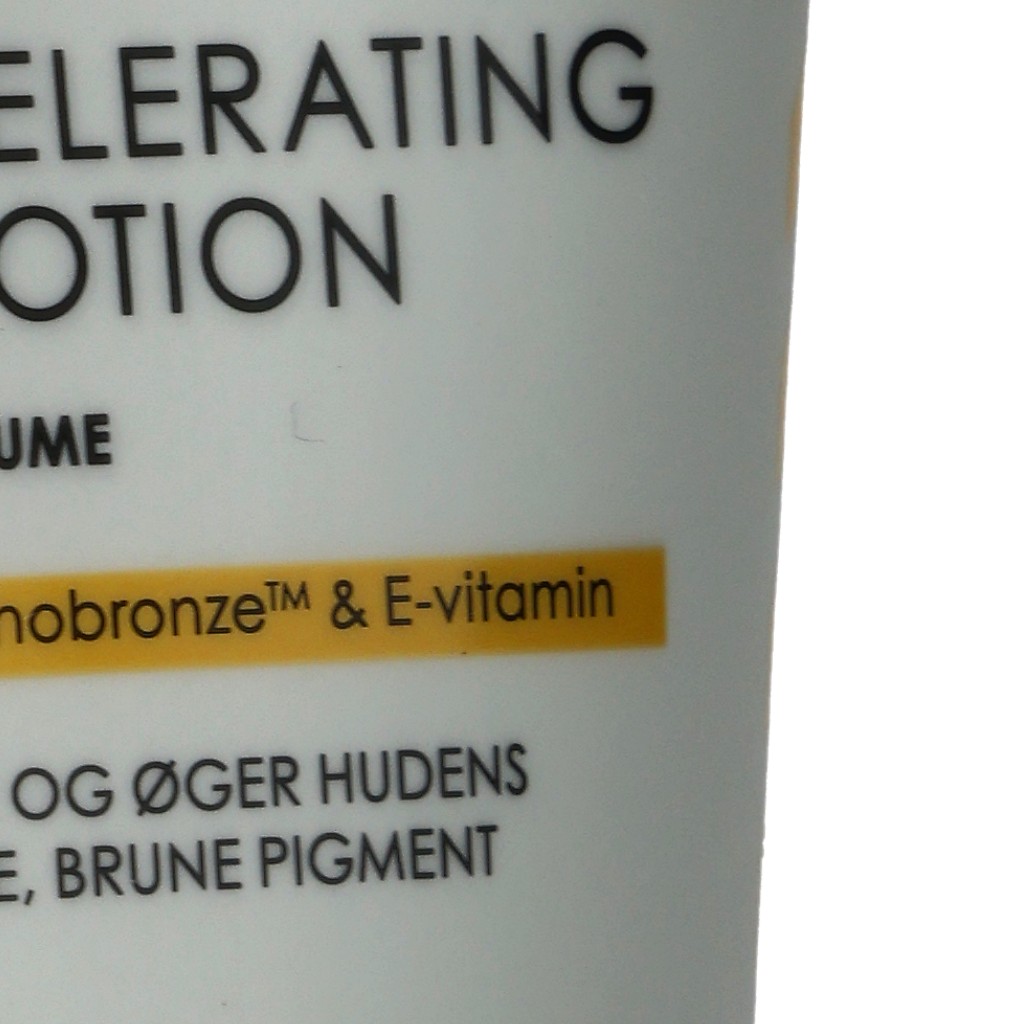 ELERATING
OTION
UME
nobronze™ & E-vitamin
OG ØGER HUDENS
E, BRUNE PIGMENT